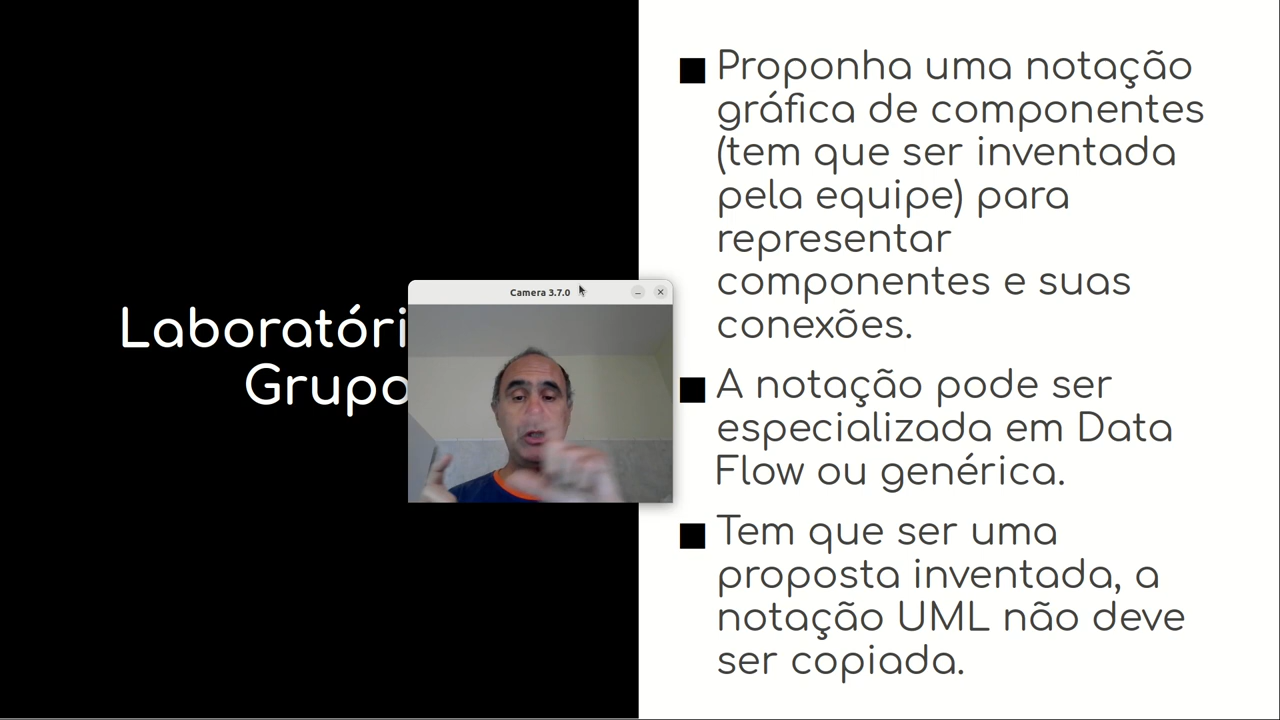 Laboratóri
Grupo
Camera 3.7.0
Proponha uma notação
gráfica de componentes
(tem que ser inventada
pela equipe) para
representar
componentes e suas
conexões.
A notação pode ser
especializada em Data
Flow ou genérica.
Tem que ser uma
proposta inventada, a
notação UML não deve
ser copiada.